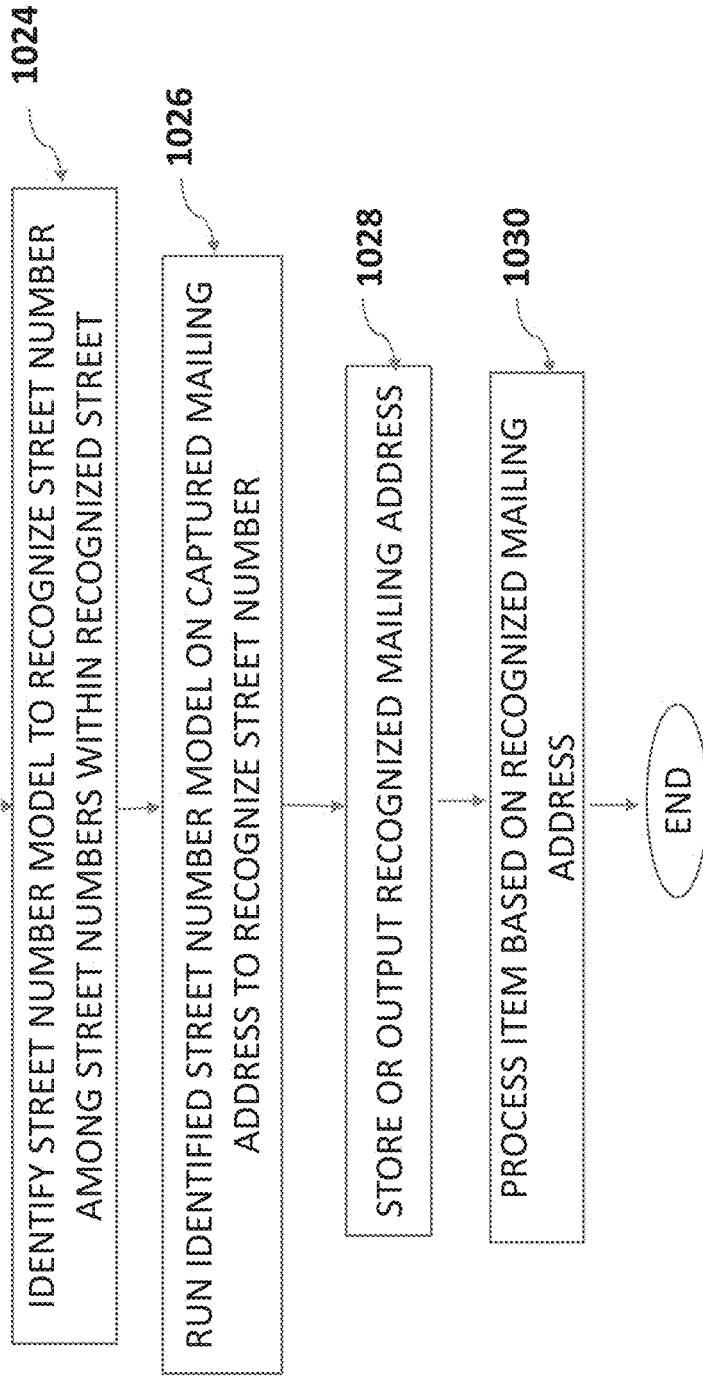 1024
IDENTIFY STREET NUMBER MODEL TO RECOGNIZE STREET NUMBER
AMONG STREET NUMBERS WITHIN RECOGNIZED STREET
1026
RUN IDENTIFIED STREET NUMBER MODEL ON CAPTURED MAILING
ADDRESS TO RECOGNIZE STREET NUMBER
1028
STORE OR OUTPUT RECOGNIZED MAILING ADDRESS
1030
PROCESS ITEM BASED ON RECOGNIZED MAILING
ADDRESS
END